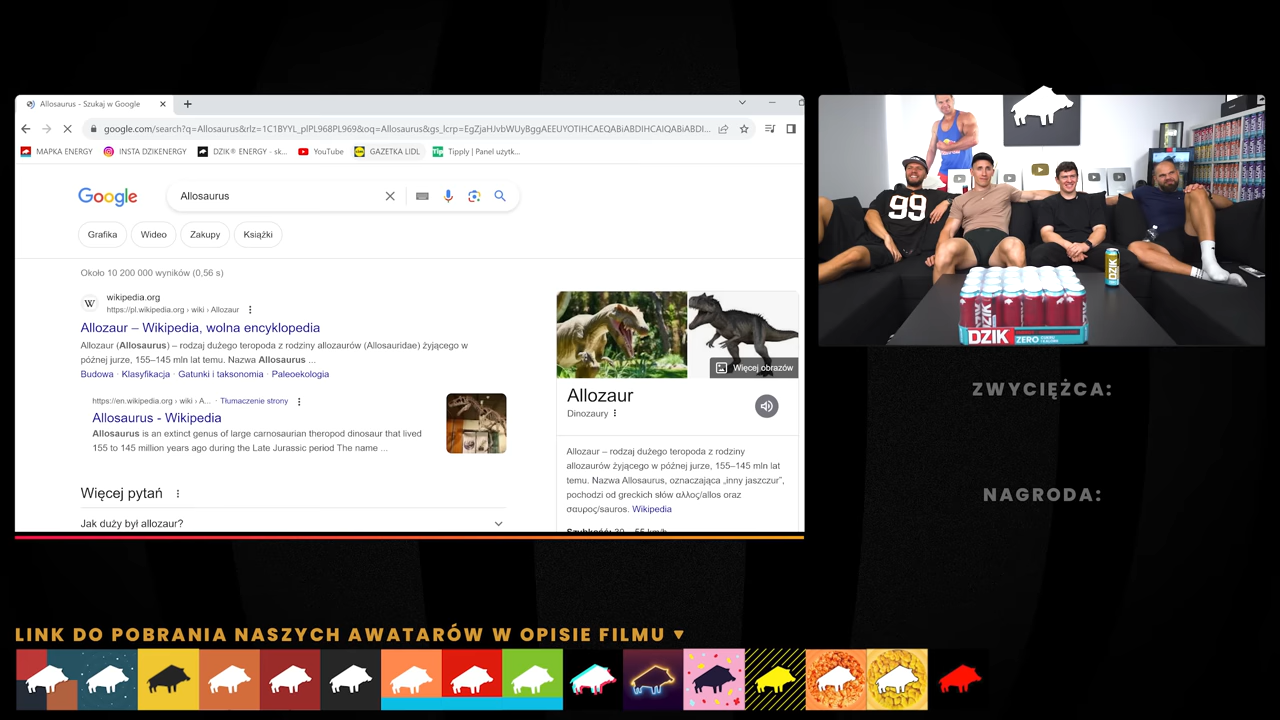 Allosaurus - Szukaj w Google
google.com/search?q=Allosaurus&rlz=1C1BYYL_plPL968PL969&oq=Allosaurus&gs_lcrp=EgZjaHJvbWUyBggAEEUYOTIHCAEQABiABDIHCAIQABiABDI...
MAPKA ENERGY
INSTA DZIKENERGY
DZIK® ENERGY - sk...
YouTube
GAZETKA LIDL
Tipply | Panel użytk...
Google
Allosaurus
Grafika
Wideo
Zakupy
Książki
Około 10 200 000 wyników (0,56 s)
W
wikipedia.org
https://pl.wikipedia.org › wiki › Allozaur
Allozaur – Wikipedia, wolna encyklopedia
Allozaur (Allosaurus) – rodzaj dużego teropoda z rodziny allozaurów (Allosauridae) żyjącego w
późnej jurze, 155–145 mln lat temu. Nazwa Allosaurus ...
Budowa · Klasyfikacja · Gatunki i taksonomia · Paleoekologia
https://en.wikipedia.org › wiki › A... · Tłumaczenie strony
Allosaurus - Wikipedia
Allosaurus is an extinct genus of large carnosaurian theropod dinosaur that lived
155 to 145 million years ago during the Late Jurassic period The name ...
Więcej pytań
Jak duży był allozaur?
Więcej obrazów
Allozaur
Dinozaury
Allozaur – rodzaj dużego teropoda z rodziny
allozaurów żyjącego w późnej jurze, 155–145 mln lat
temu. Nazwa Allosaurus, oznaczająca „inny jaszczur”,
pochodzi od greckich słów αλλος/allos oraz
σαυρος/sauros. Wikipedia
99
DZIK
DZIK
ZERO
ZWYCIĘZCA:
NAGRODA:
LINK DO POBRANIA NASZYCH AWATARÓW W OPISIE FILMU ▼